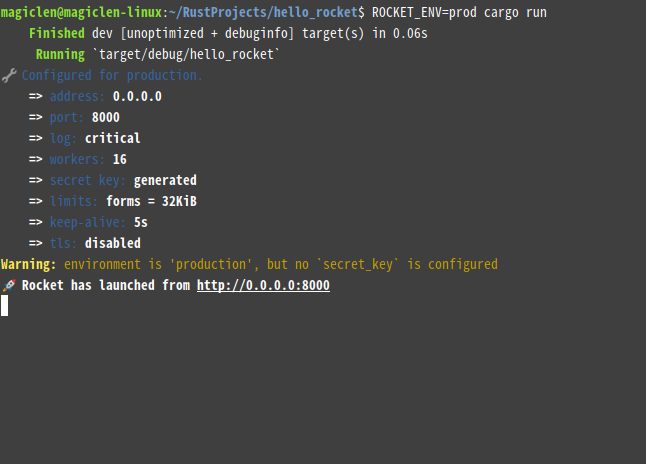 magiclen@magiclen-linux:~/RustProjects/hello_rocket$ ROCKET_ENV=prod cargo run
Finished dev [unoptimized + debuginfo] target(s) in 0.06s
Running `target/debug/hello_rocket`
🔧 Configured for production.
=> address: 0.0.0.0
=> port: 8000
=> log: critical
=> workers: 16
=> secret key: generated
=> limits: forms = 32KiB
=> keep-alive: 5s
=> tls: disabled
Warning: environment is 'production', but no `secret_key` is configured
🚀 Rocket has launched from http://0.0.0.0:8000